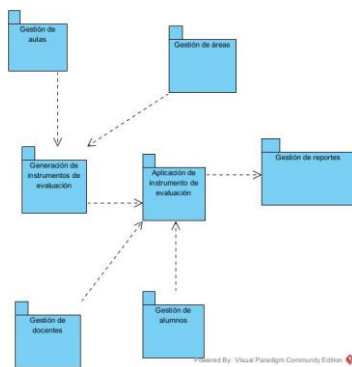 Gestión de
aulas
Gestión de áreas
Generación de
instrumentos de
evaluación
Aplicación de
instrumento de
evaluación
Gestión de reportes
Gestión de
docentes
Gestión de
alumnos
Powered By: Visual Paradigm Community Edition